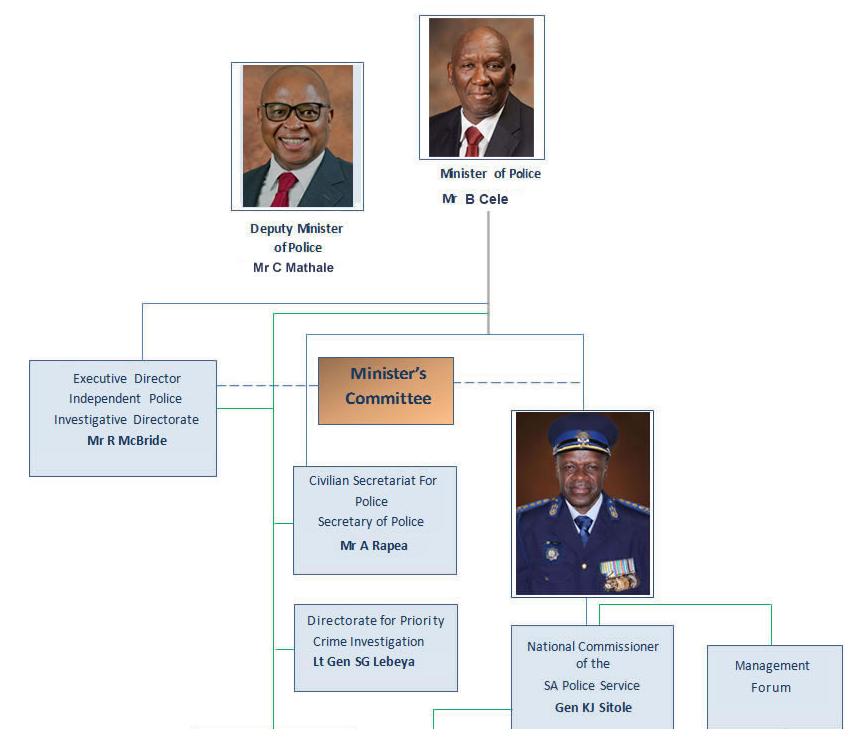 Minister of Police
Mr B Cele
Deputy Minister
of Police
Mr C Mathale
Executive Director
Independent Police
Investigative Directorate
Mr R McBride
Minister's
Committee
Civilian Secretariat For
Police
Secretary of Police
Mr A Rapea
Directorate for Priority
Crime Investigation
Lt Gen SG Lebeya
National Commissioner
of the
SA Police Service
Gen KJ Sitole
Management
Forum